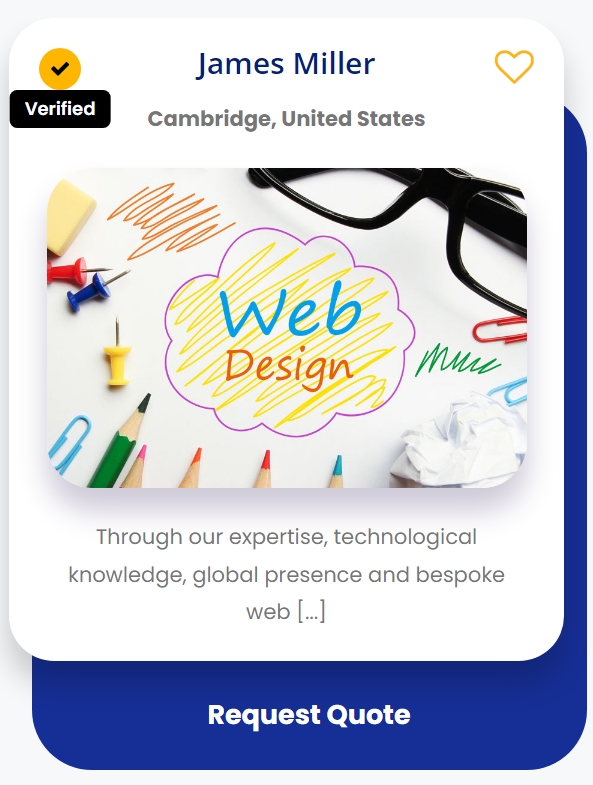 James Miller
Verified
Cambridge, United States
Web
Design
Through our expertise, technological
knowledge, global presence and bespoke
web [...]
Request Quote